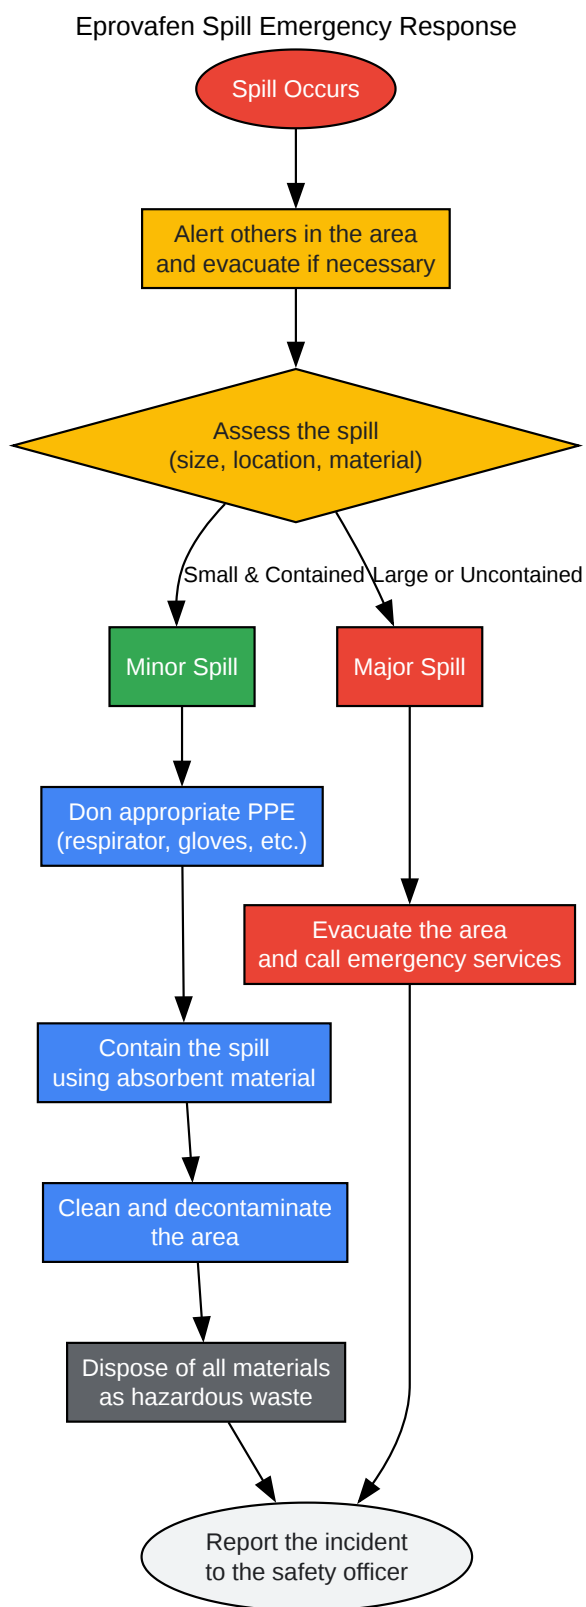 Eprovafen Spill Emergency Response
Spill Occurs
Alert others in the area
and evacuate if necessary
Assess the spill
(size, location, material)
Small & Contained
Large or Uncontained
Minor Spill
Major Spill
Don appropriate PPE
(respirator, gloves, etc.)
Evacuate the area
and call emergency services
Contain the spill
using absorbent material
Clean and decontaminate
the area
Dispose of all materials
as hazardous waste
Report the incident
to the safety officer